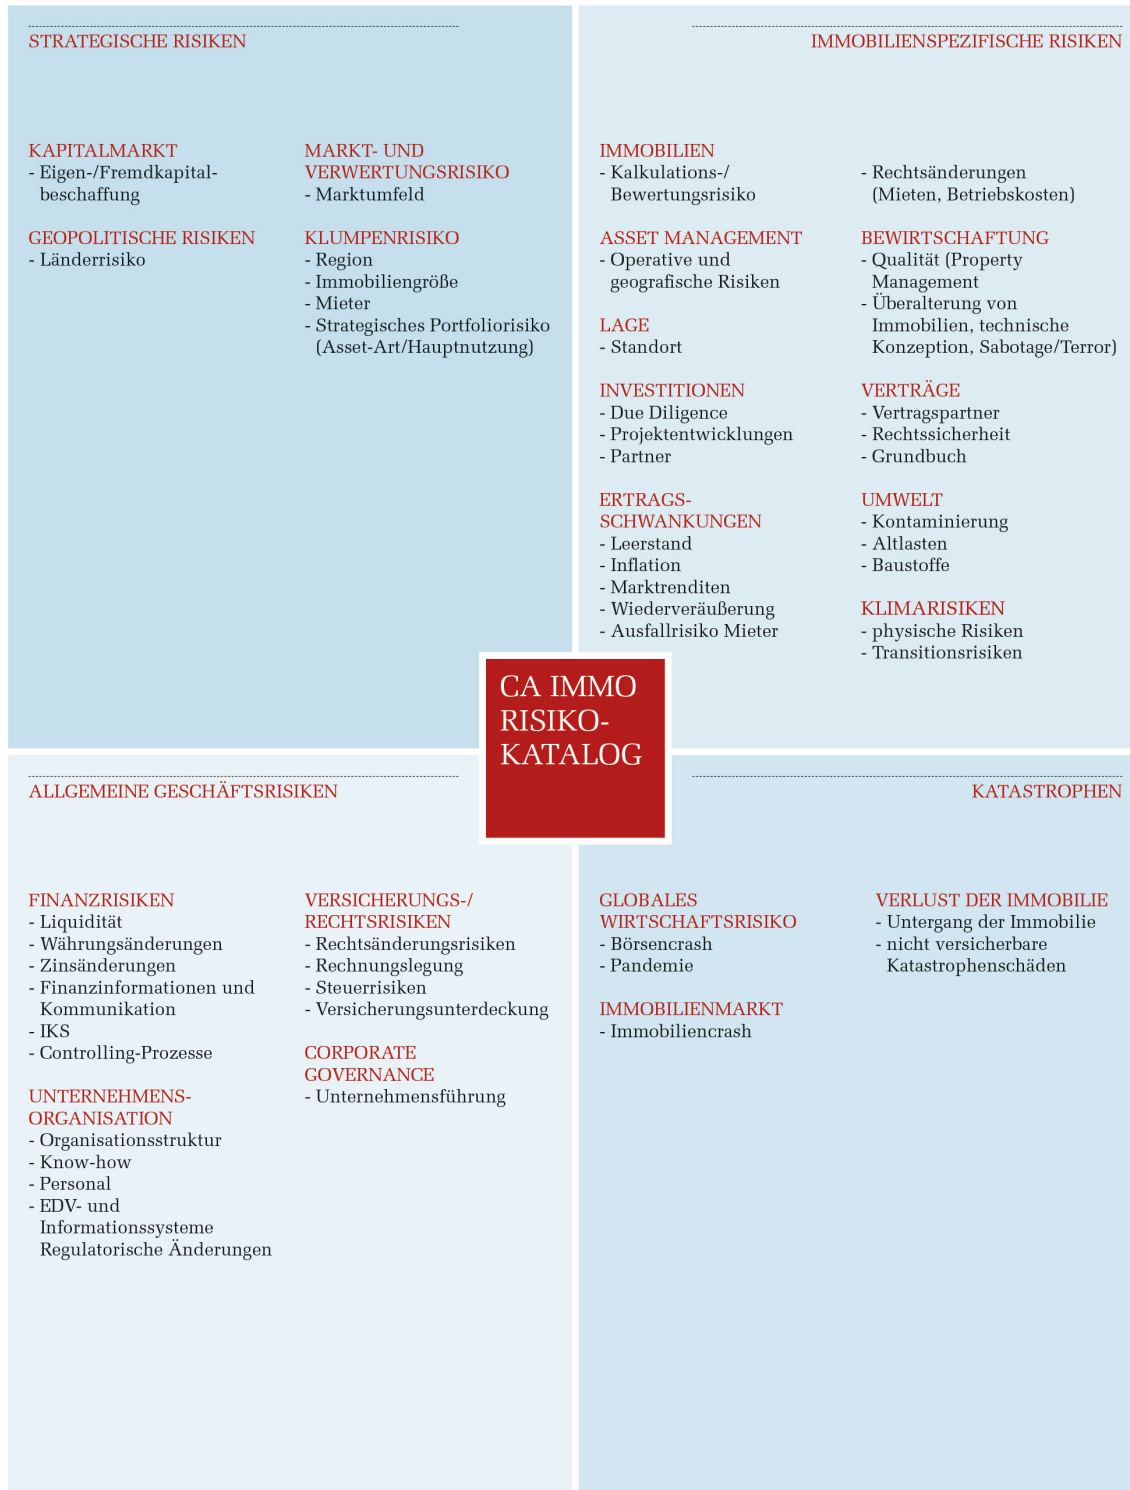 STRATEGISCHE RISIKEN
KAPITALMARKT
- Eigen-/Fremdkapital-
beschaffung
GEOPOLITISCHE RISIKEN
- Länderrisiko
MARKT- UND
VERWERTUNGSRISIKO
- Marktumfeld
KLUMPENRISIKO
- Region
- Immobiliengröße
- Mieter
- Strategisches Portfoliorisiko
(Asset-Art/Hauptnutzung)
IMMOBILIENSPEZIFISCHE RISIKEN
IMMOBILIEN
- Kalkulations-/
Bewertungsrisiko
- Rechtsänderungen
(Mieten, Betriebskosten)
ASSET MANAGEMENT
- Operative und
geografische Risiken
LAGE
- Standort
INVESTITIONEN
- Due Diligence
- Projektentwicklungen
- Partner
ERTRAGS-
SCHWANKUNGEN
- Leerstand
- Inflation
- Marktrenditen
- Wiederveräußerung
- Ausfallrisiko Mieter
BEWIRTSCHAFTUNG
- Qualität (Property
Management
- Überalterung von
Immobilien, technische
Konzeption, Sabotage/Terror)
VERTRÄGE
- Vertragspartner
- Rechtssicherheit
- Grundbuch
UMWELT
- Kontaminierung
- Altlasten
- Baustoffe
KLIMARISIKEN
- physische Risiken
- Transitionsrisiken
CA IMMO
RISIKO-
KATALOG
ALLGEMEINE GESCHÄFTSRISIKEN
FINANZRISIKEN
- Liquidität
- Währungsänderungen
- Zinsänderungen
- Finanzinformationen und
Kommunikation
- IKS
- Controlling-Prozesse
UNTERNEHMENS-
ORGANISATION
- Organisationsstruktur
- Know-how
- Personal
- EDV- und
Informationssysteme
Regulatorische Änderungen
VERSICHERUNGS-/
RECHTSRISIKEN
- Rechtsänderungsrisiken
- Rechnungslegung
- Steuerrisiken
- Versicherungsunterdeckung
CORPORATE
GOVERNANCE
- Unternehmensführung
KATASTROPHEN
GLOBALES
WIRTSCHAFTSRISIKO
- Börsencrash
- Pandemie
IMMOBILIENMARKT
- Immobiliencrash
VERLUST DER IMMOBILIE
- Untergang der Immobilie
- nicht versicherbare
Katastrophenschäden